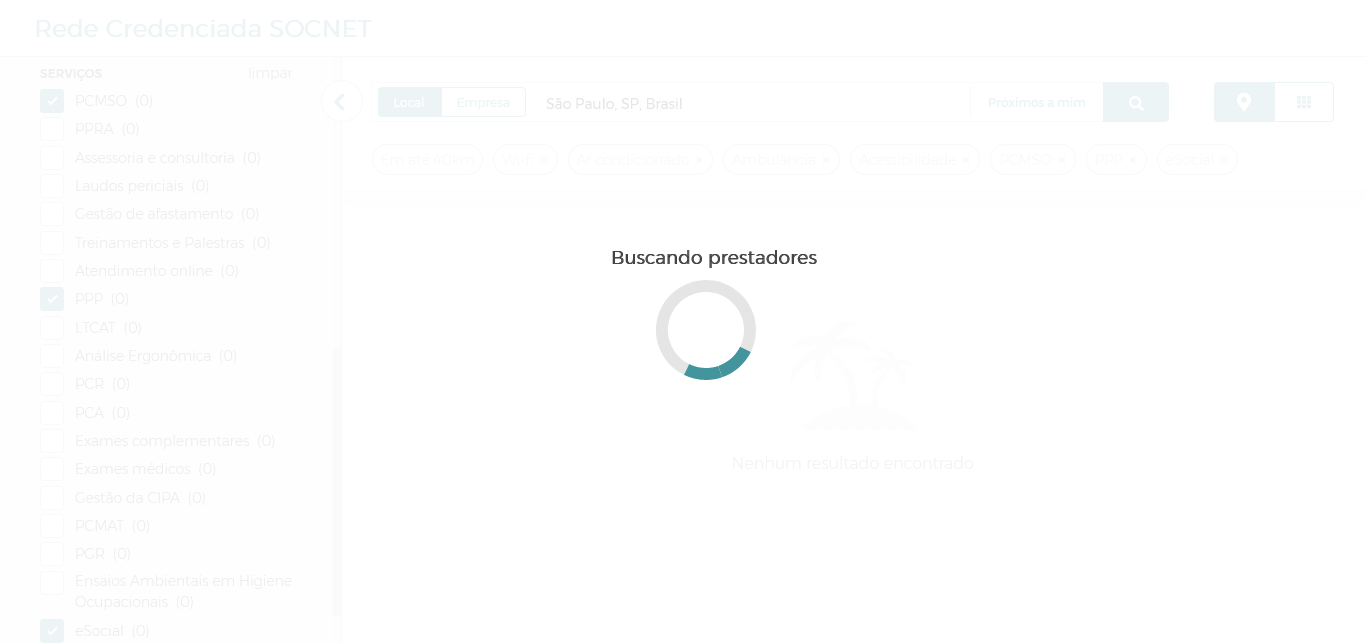 Rede Credenciada SOCNET
SERVIÇOS limpar
PCMSO (0)
PPRA (0)
Assessoria e consultoria (0)
Laudos periciais (0)
Gestão de afastamento (0)
Treinamentos e Palestras (0)
Atendimento online (0)
PPP (0)
LTCAT (0)
Análise Ergonômica (0)
PCR (0)
PCA (0)
Exames complementares (0)
Exames médicos (0)
Gestão da CIPA (0)
PCMAT (0)
PGR (0)
Ensaios Ambientais em Higiene
Ocupacionais (0)
eSocial (0)
Local Empresa São Paulo, SP, Brasil Próximos a mim
Em até 40km Wi-fi Ar condicionado Ambulância Acessibilidade PCMSO PPP eSocial
Buscando prestadores
Nenhum resultado encontrado